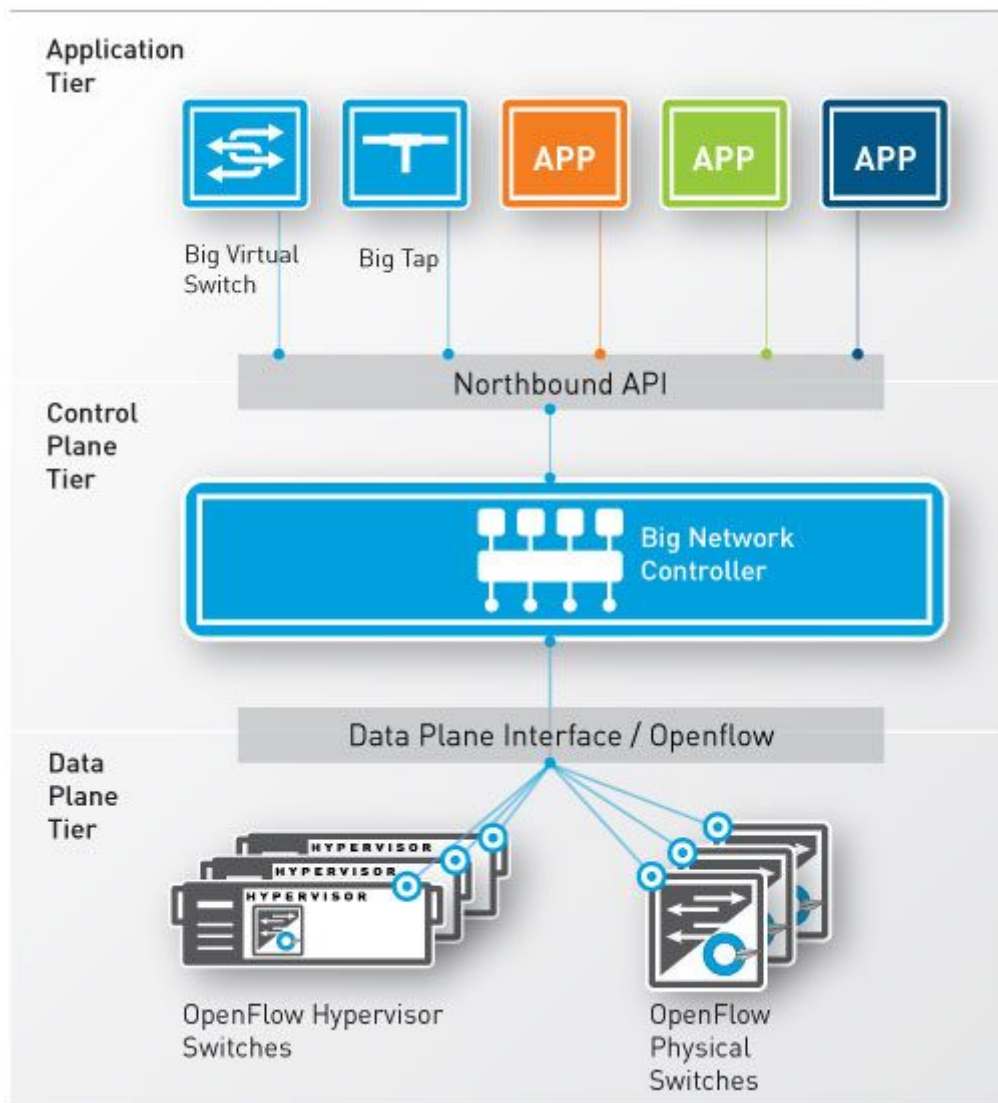 Application
Tier
APP
APP
APP
Big Virtual
Switch
Big Tap
Northbound API
Control
Plane
Tier
Big Network
Controller
Data Plane Interface / Openflow
Data
Plane
Tier
HYPERVISOR
HYPERVISOR
HYPERVISOR
OpenFlow Hypervisor
Switches
OpenFlow
Physical
Switches